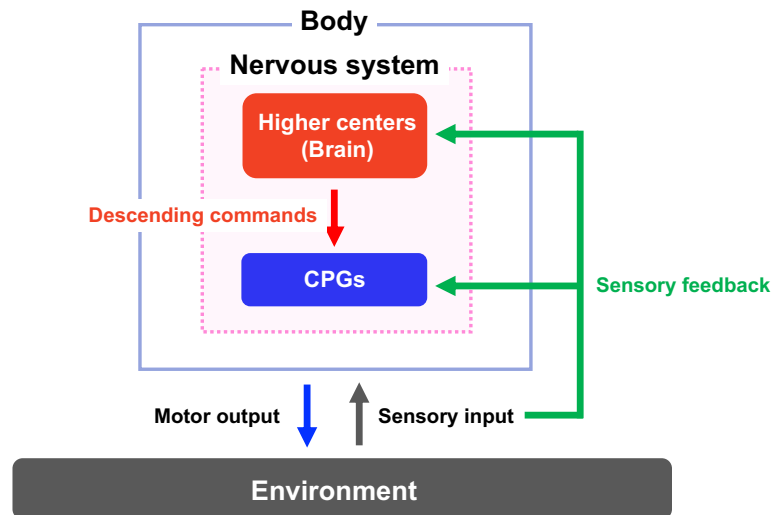 Body
Nervous system
Higher centers
(Brain)
Descending commands
CPGs
Sensory feedback
Motor output
Sensory input
Environment